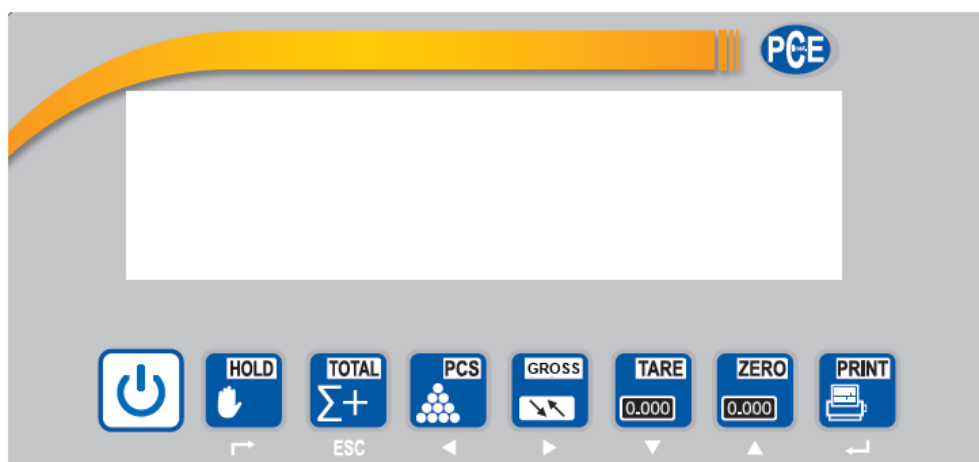 PCE
HOLD TOTAL PCS GROSS TARE ZERO PRINT
Σ+ 0.000 0.000
ESC